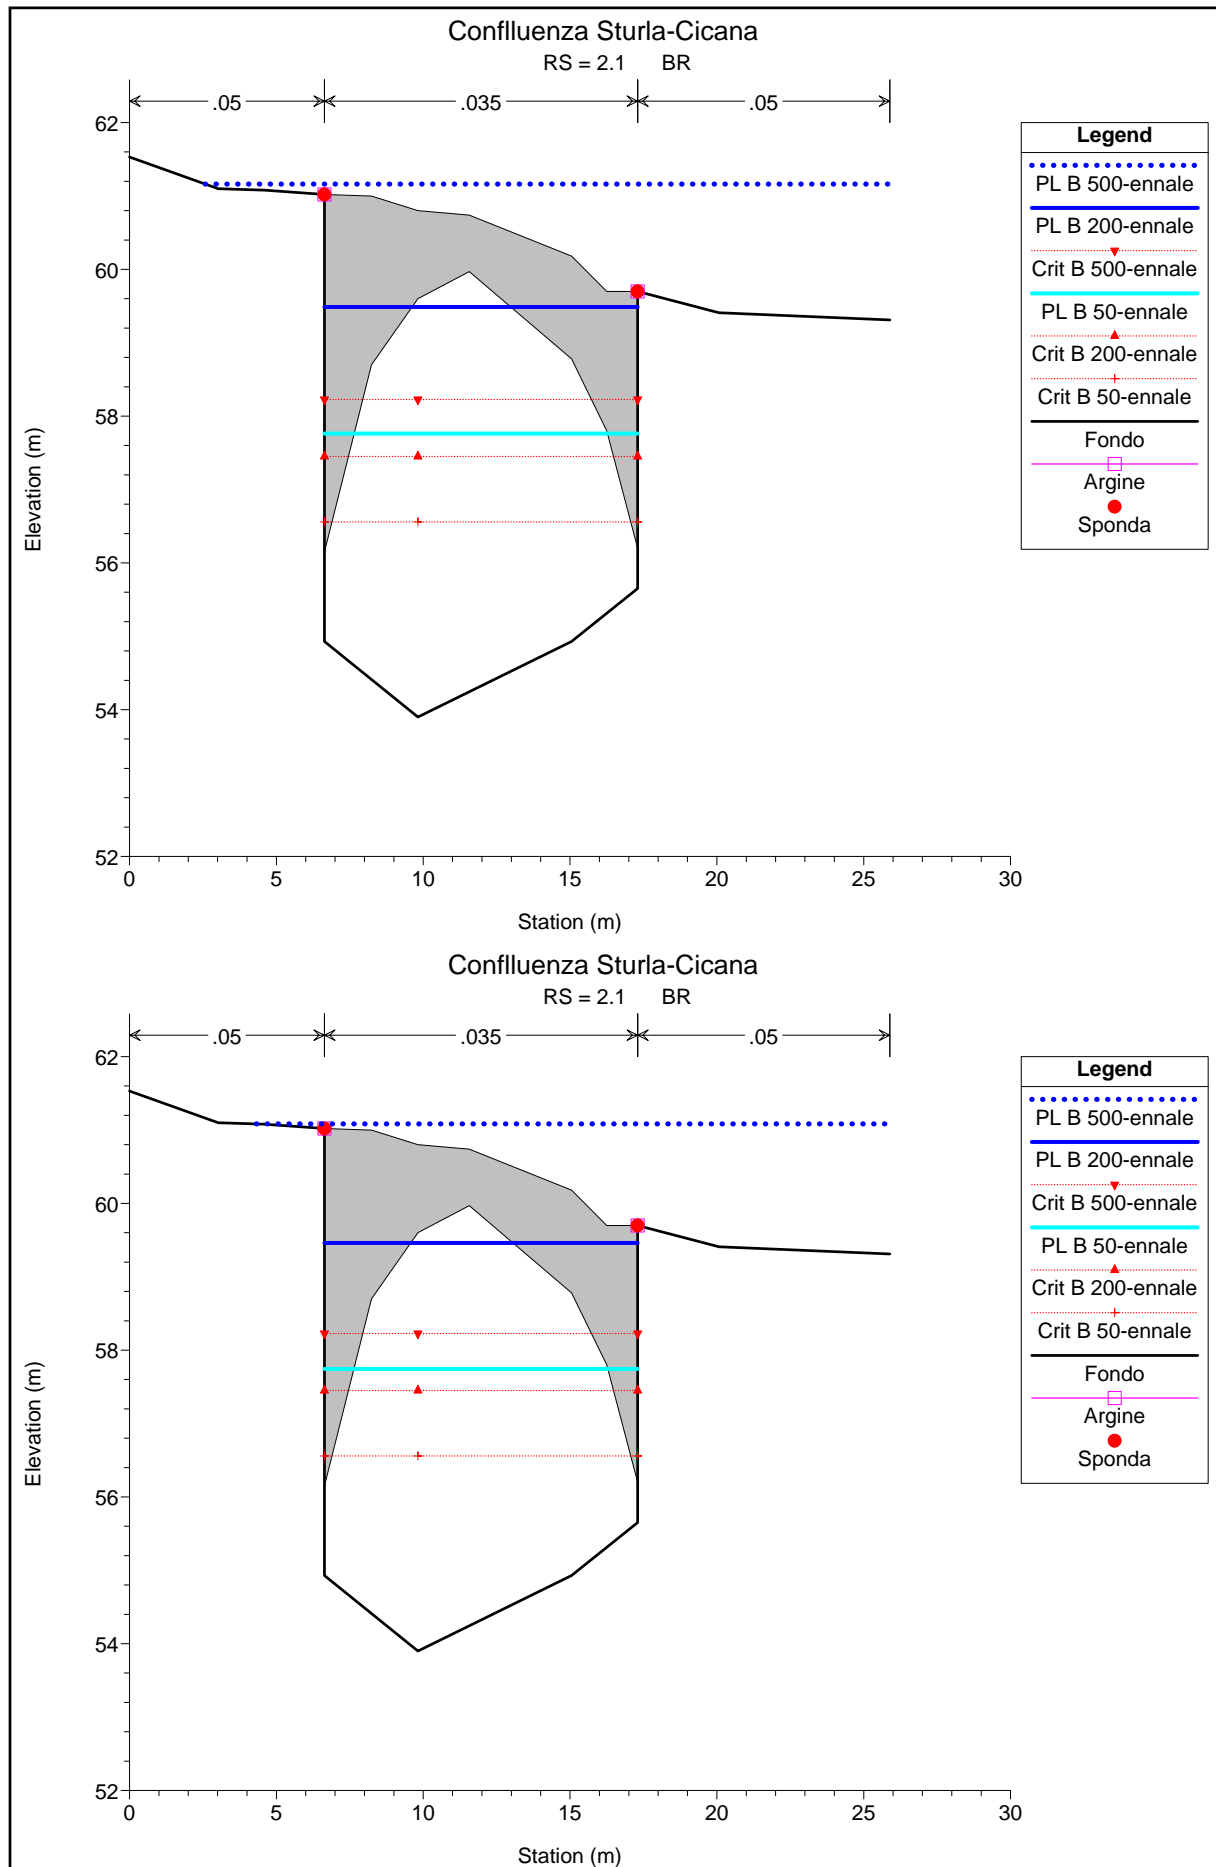 Conflluenza Sturla-Cicana
RS = 2.1 BR
.05 .035 .05
62
60
58
56
54
52
Elevation (m)
0 5 10 15 20 25 30
Station (m)
Legend
PL B 500-ennale
PL B 200-ennale
Crit B 500-ennale
PL B 50-ennale
Crit B 200-ennale
Crit B 50-ennale
Fondo
Argine
Sponda
Conflluenza Sturla-Cicana
RS = 2.1 BR
.05 .035 .05
62
60
58
56
54
52
Elevation (m)
0 5 10 15 20 25 30
Station (m)
Legend
PL B 500-ennale
PL B 200-ennale
Crit B 500-ennale
PL B 50-ennale
Crit B 200-ennale
Crit B 50-ennale
Fondo
Argine
Sponda